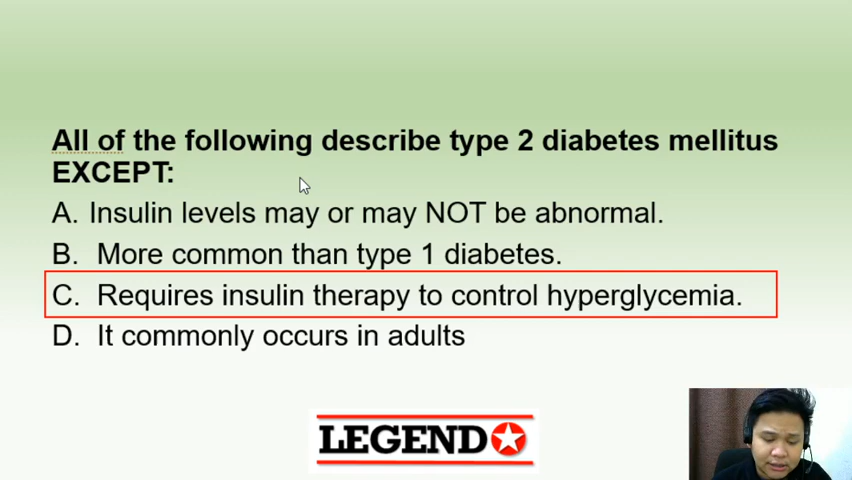 All of the following describe type 2 diabetes mellitus
EXCEPT:
A. Insulin levels may or may NOT be abnormal.
B. More common than type 1 diabetes.
C. Requires insulin therapy to control hyperglycemia.
D. It commonly occurs in adults
LEGEND